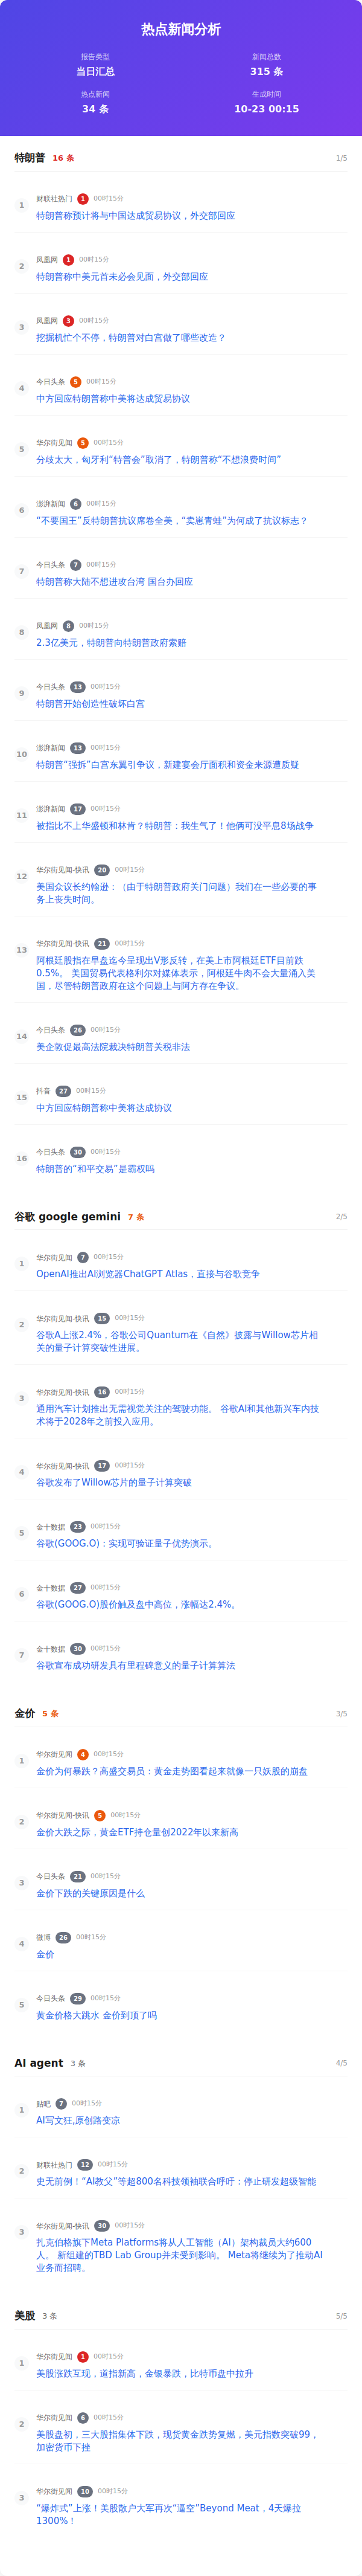 热点新闻分析
报告类型
新闻总数
当日汇总
315 条
热点新闻
生成时间
34 条
10-23 00:15
特朗普 16 条 1/5
1 财联社热门 1 00时15分
特朗普称预计将与中国达成贸易协议，外交部回应
2 凤凰网 1 00时15分
特朗普称中美元首未必会见面，外交部回应
3 凤凰网 3 00时15分
挖掘机忙个不停，特朗普对白宫做了哪些改造？
4 今日头条 5 00时15分
中方回应特朗普称中美将达成贸易协议
5 华尔街见闻 5 00时15分
分歧太大，匈牙利“特普会”取消了，特朗普称“不想浪费时间”
6 澎湃新闻 6 00时15分
“不要国王”反特朗普抗议席卷全美，“卖崽青蛙”为何成了抗议标志？
7 今日头条 7 00时15分
特朗普称大陆不想进攻台湾 国台办回应
8 凤凰网 8 00时15分
2.3亿美元，特朗普向特朗普政府索赔
9 今日头条 13 00时15分
特朗普开始创造性破坏白宫
10 澎湃新闻 13 00时15分
特朗普“强拆”白宫东翼引争议，新建宴会厅面积和资金来源遭质疑
11 澎湃新闻 17 00时15分
被指比不上华盛顿和林肯？特朗普：我生气了！他俩可没平息8场战争
12 华尔街见闻-快讯 20 00时15分
美国众议长约翰逊：（由于特朗普政府关门问题）我们在一些必要的事
务上丧失时间。
13 华尔街见闻-快讯 21 00时15分
阿根廷股指在早盘迄今呈现出V形反转，在美上市阿根廷ETF目前跌
0.5%。 美国贸易代表格利尔对媒体表示，阿根廷牛肉不会大量涌入美
国，尽管特朗普政府在这个问题上与阿方存在争议。
14 今日头条 26 00时15分
美企敦促最高法院裁决特朗普关税非法
15 抖音 27 00时15分
中方回应特朗普称中美将达成协议
16 今日头条 30 00时15分
特朗普的“和平交易”是霸权吗
谷歌 google gemini 7 条 2/5
1 华尔街见闻 7 00时15分
OpenAI推出AI浏览器ChatGPT Atlas，直接与谷歌竞争
2 华尔街见闻-快讯 15 00时15分
谷歌A上涨2.4%，谷歌公司Quantum在《自然》披露与Willow芯片相
关的量子计算突破性进展。
3 华尔街见闻-快讯 16 00时15分
通用汽车计划推出无需视觉关注的驾驶功能。 谷歌AI和其他新兴车内技
术将于2028年之前投入应用。
4 华尔街见闻-快讯 17 00时15分
谷歌发布了Willow芯片的量子计算突破
5 金十数据 23 00时15分
谷歌(GOOG.O)：实现可验证量子优势演示。
6 金十数据 27 00时15分
谷歌(GOOG.O)股价触及盘中高位，涨幅达2.4%。
7 金十数据 30 00时15分
谷歌宣布成功研发具有里程碑意义的量子计算算法
金价 5 条 3/5
1 华尔街见闻 4 00时15分
金价为何暴跌？高盛交易员：黄金走势图看起来就像一只妖股的崩盘
2 华尔街见闻-快讯 5 00时15分
金价大跌之际，黄金ETF持仓量创2022年以来新高
3 今日头条 21 00时15分
金价下跌的关键原因是什么
4 微博 26 00时15分
金价
5 今日头条 29 00时15分
黄金价格大跳水 金价到顶了吗
AI agent 3 条 4/5
1 贴吧 7 00时15分
AI写文狂,原创路变凉
2 财联社热门 12 00时15分
史无前例！“AI教父”等超800名科技领袖联合呼吁：停止研发超级智能
3 华尔街见闻-快讯 30 00时15分
扎克伯格旗下Meta Platforms将从人工智能（AI）架构裁员大约600
人。 新组建的TBD Lab Group并未受到影响。 Meta将继续为了推动AI
业务而招聘。
美股 3 条 5/5
1 华尔街见闻 1 00时15分
美股涨跌互现，道指新高，金银暴跌，比特币盘中拉升
2 华尔街见闻 6 00时15分
美股盘初，三大股指集体下跌，现货黄金跌势复燃，美元指数突破99，
加密货币下挫
3 华尔街见闻 10 00时15分
“爆炸式”上涨！美股散户大军再次“逼空”Beyond Meat，4天爆拉
1300%！